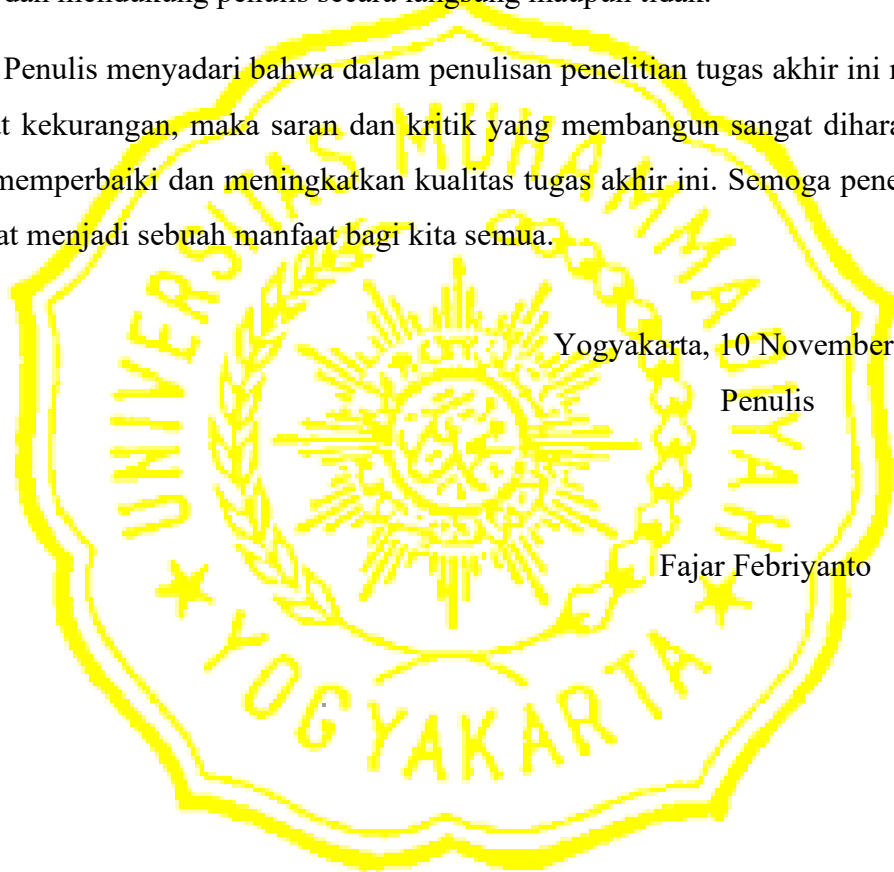 dan mendukung penulis secara langsung maupun tidak.
Penulis menyadari bahwa dalam penulisan penelitian tugas akhir ini
t kekurangan, maka saran dan kritik yang membangun sangat dihara
memperbaiki dan meningkatkan kualitas tugas akhir ini. Semoga pene
at menjadi sebuah manfaat bagi kita semua.
Yogyakarta, 10 November
Penulis
Fajar Febriyanto
UNIVERSITAS MUHAMMADIYAH
YOGYAKARTA